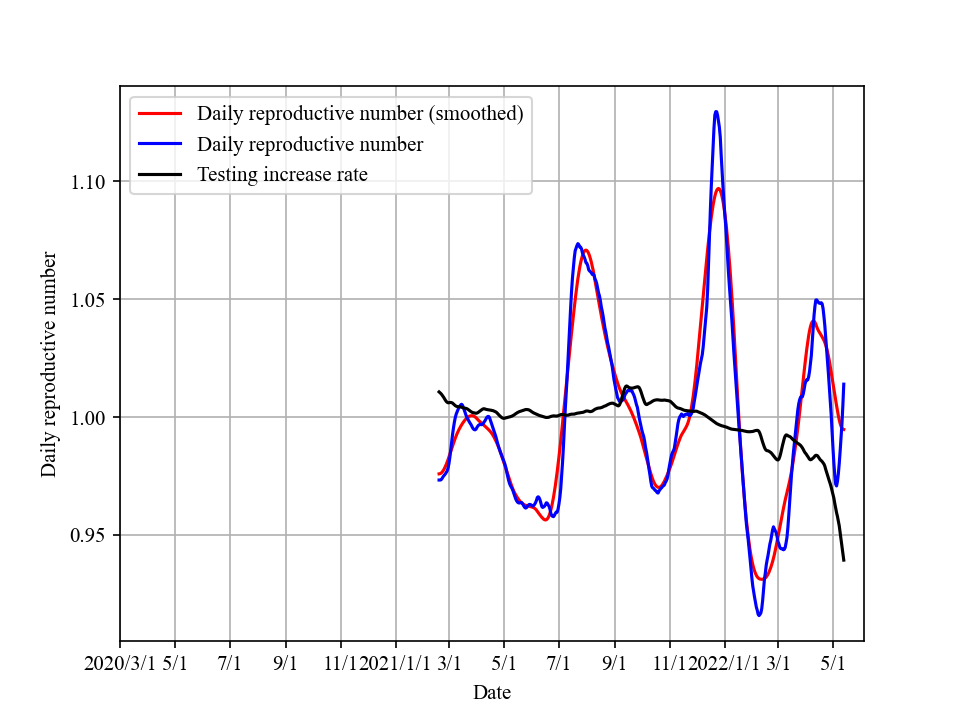 Daily reproductive number (smoothed)
Daily reproductive number
Testing increase rate
Daily reproductive number
1.10
1.05
1.00
0.95
2020/3/1 5/1 7/1 9/1 11/1 2021/1/1 3/1 5/1 7/1 9/1 11/1 2022/1/1 3/1 5/1
Date